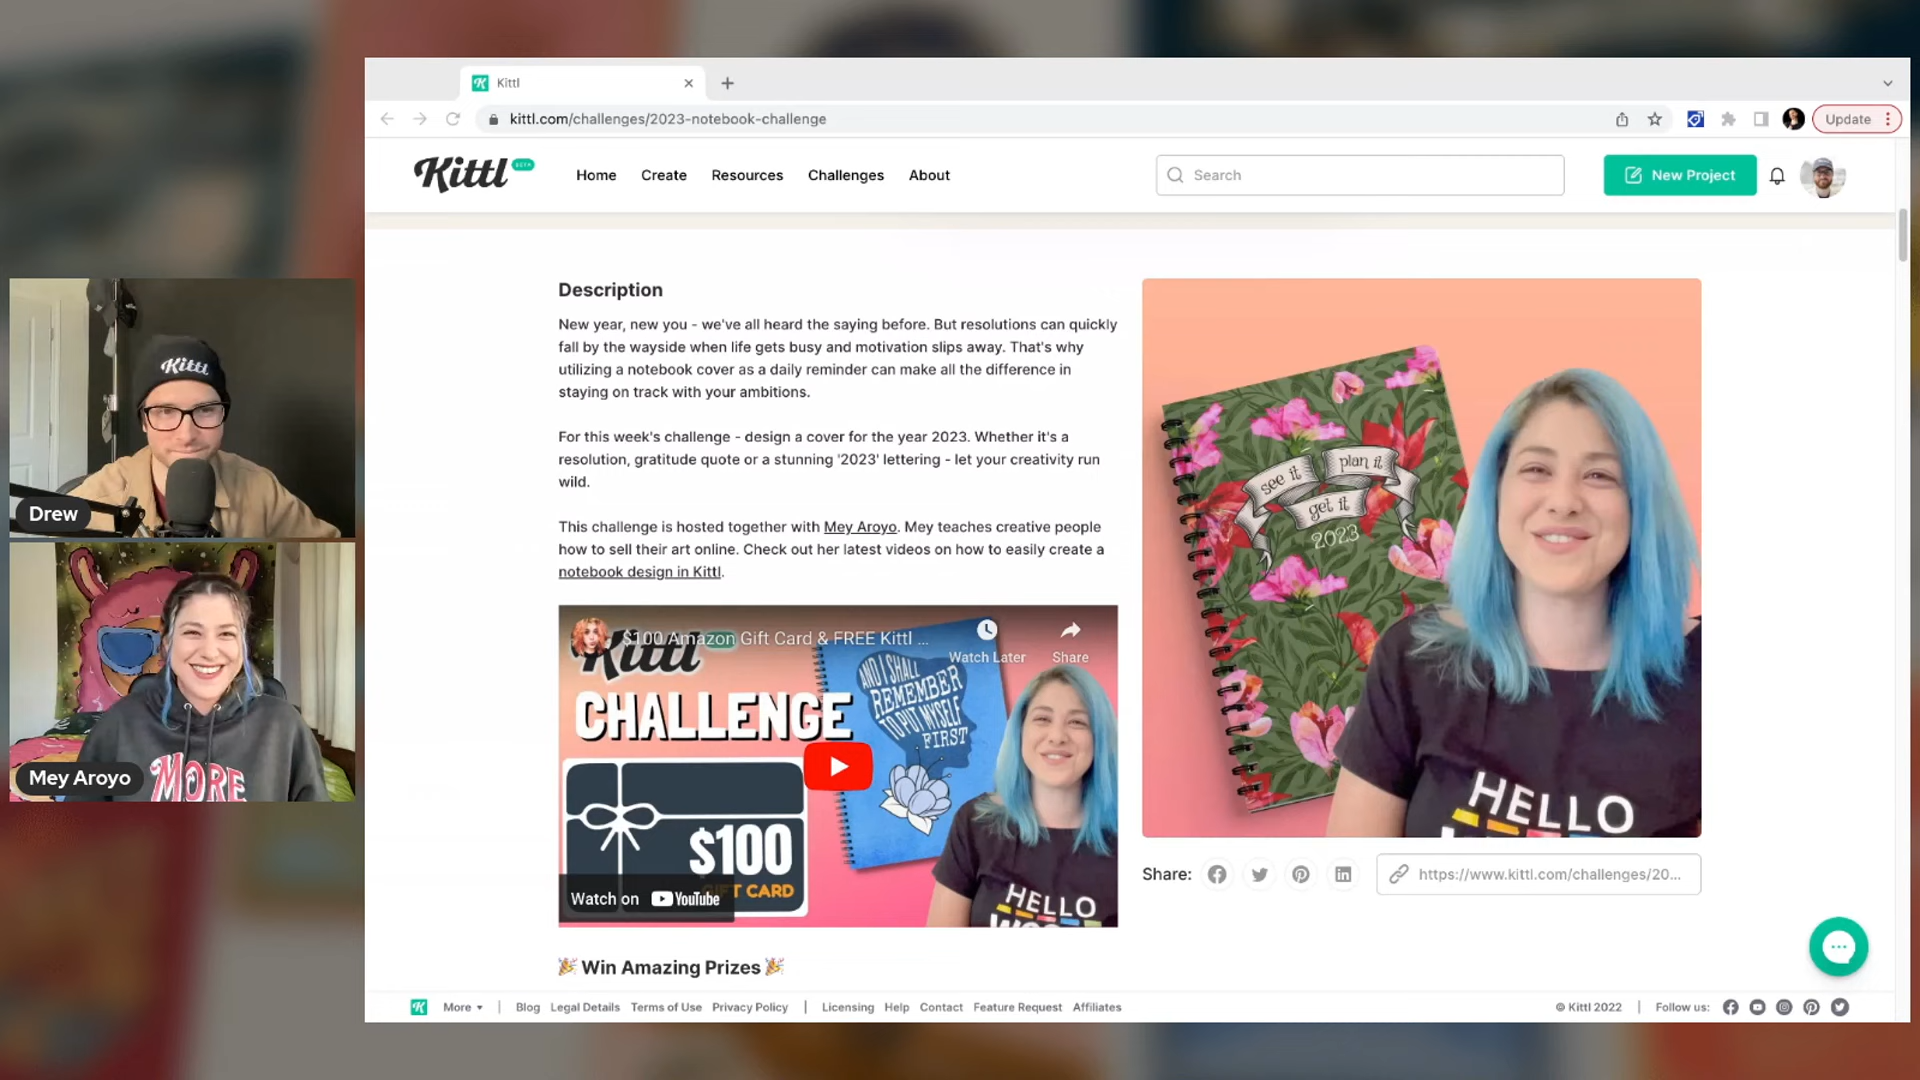 Kittl
kittl.com/challenges/2023-notebook-challenge
Update
Kittl BETA
Home
Create
Resources
Challenges
About
Search
New Project
Description
New year, new you - we've all heard the saying before. But resolutions can quickly
fall by the wayside when life gets busy and motivation slips away. That's why
utilizing a notebook cover as a daily reminder can make all the difference in
staying on track with your ambitions.
For this week's challenge - design a cover for the year 2023. Whether it's a
resolution, gratitude quote or a stunning '2023' lettering - let your creativity run
wild.
This challenge is hosted together with Mey Aroyo. Mey teaches creative people
how to sell their art online. Check out her latest videos on how to easily create a
notebook design in Kittl.
$100 Amazon Gift Card & FREE Kittl ...
Watch Later
Share
Kittl
CHALLENGE
AND I SHALL
REMEMBER
TO PUT MYSELF
FIRST
$100
GIFT CARD
Watch on YouTube
HELLO
see it
plan it
get it
2023
HELLO
Share:
https://www.kittl.com/challenges/20...
Win Amazing Prizes
More
Blog
Legal Details
Terms of Use
Privacy Policy
Licensing
Help
Contact
Feature Request
Affiliates
© Kittl 2022
Follow us:
Kittl
Drew
Mey Aroyo
MORE